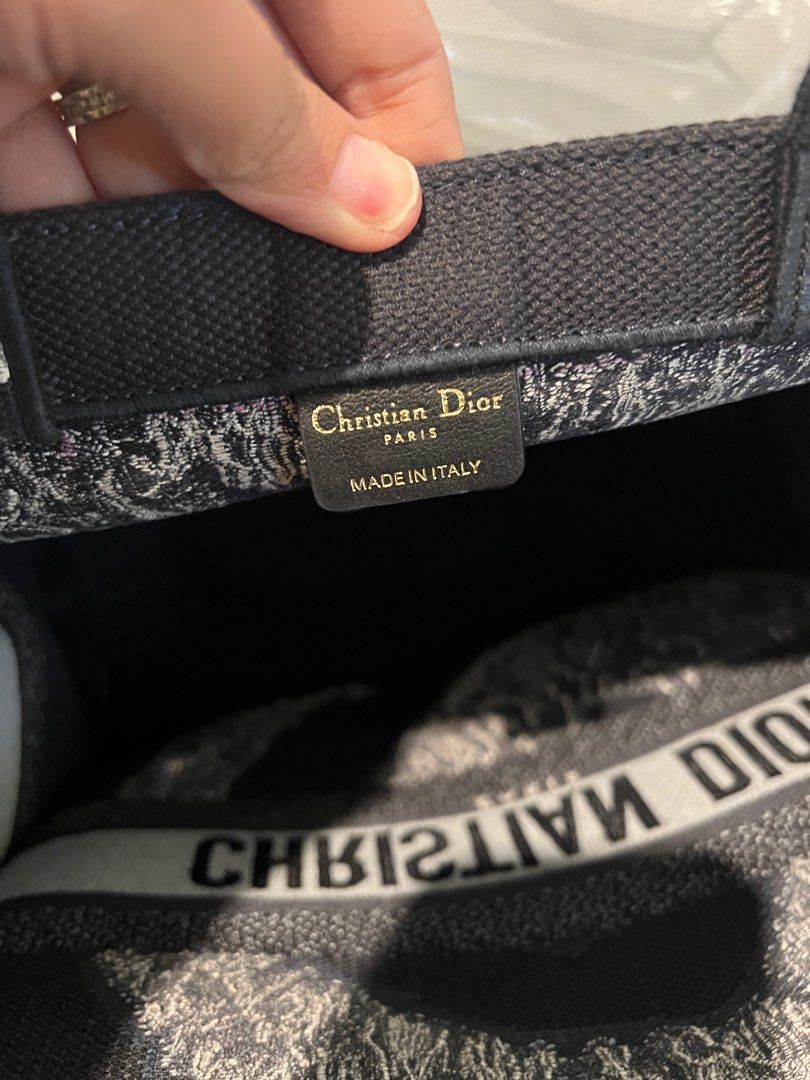 Christian Dior
PARIS
MADE IN ITALY
CHRISTIAN DIOR